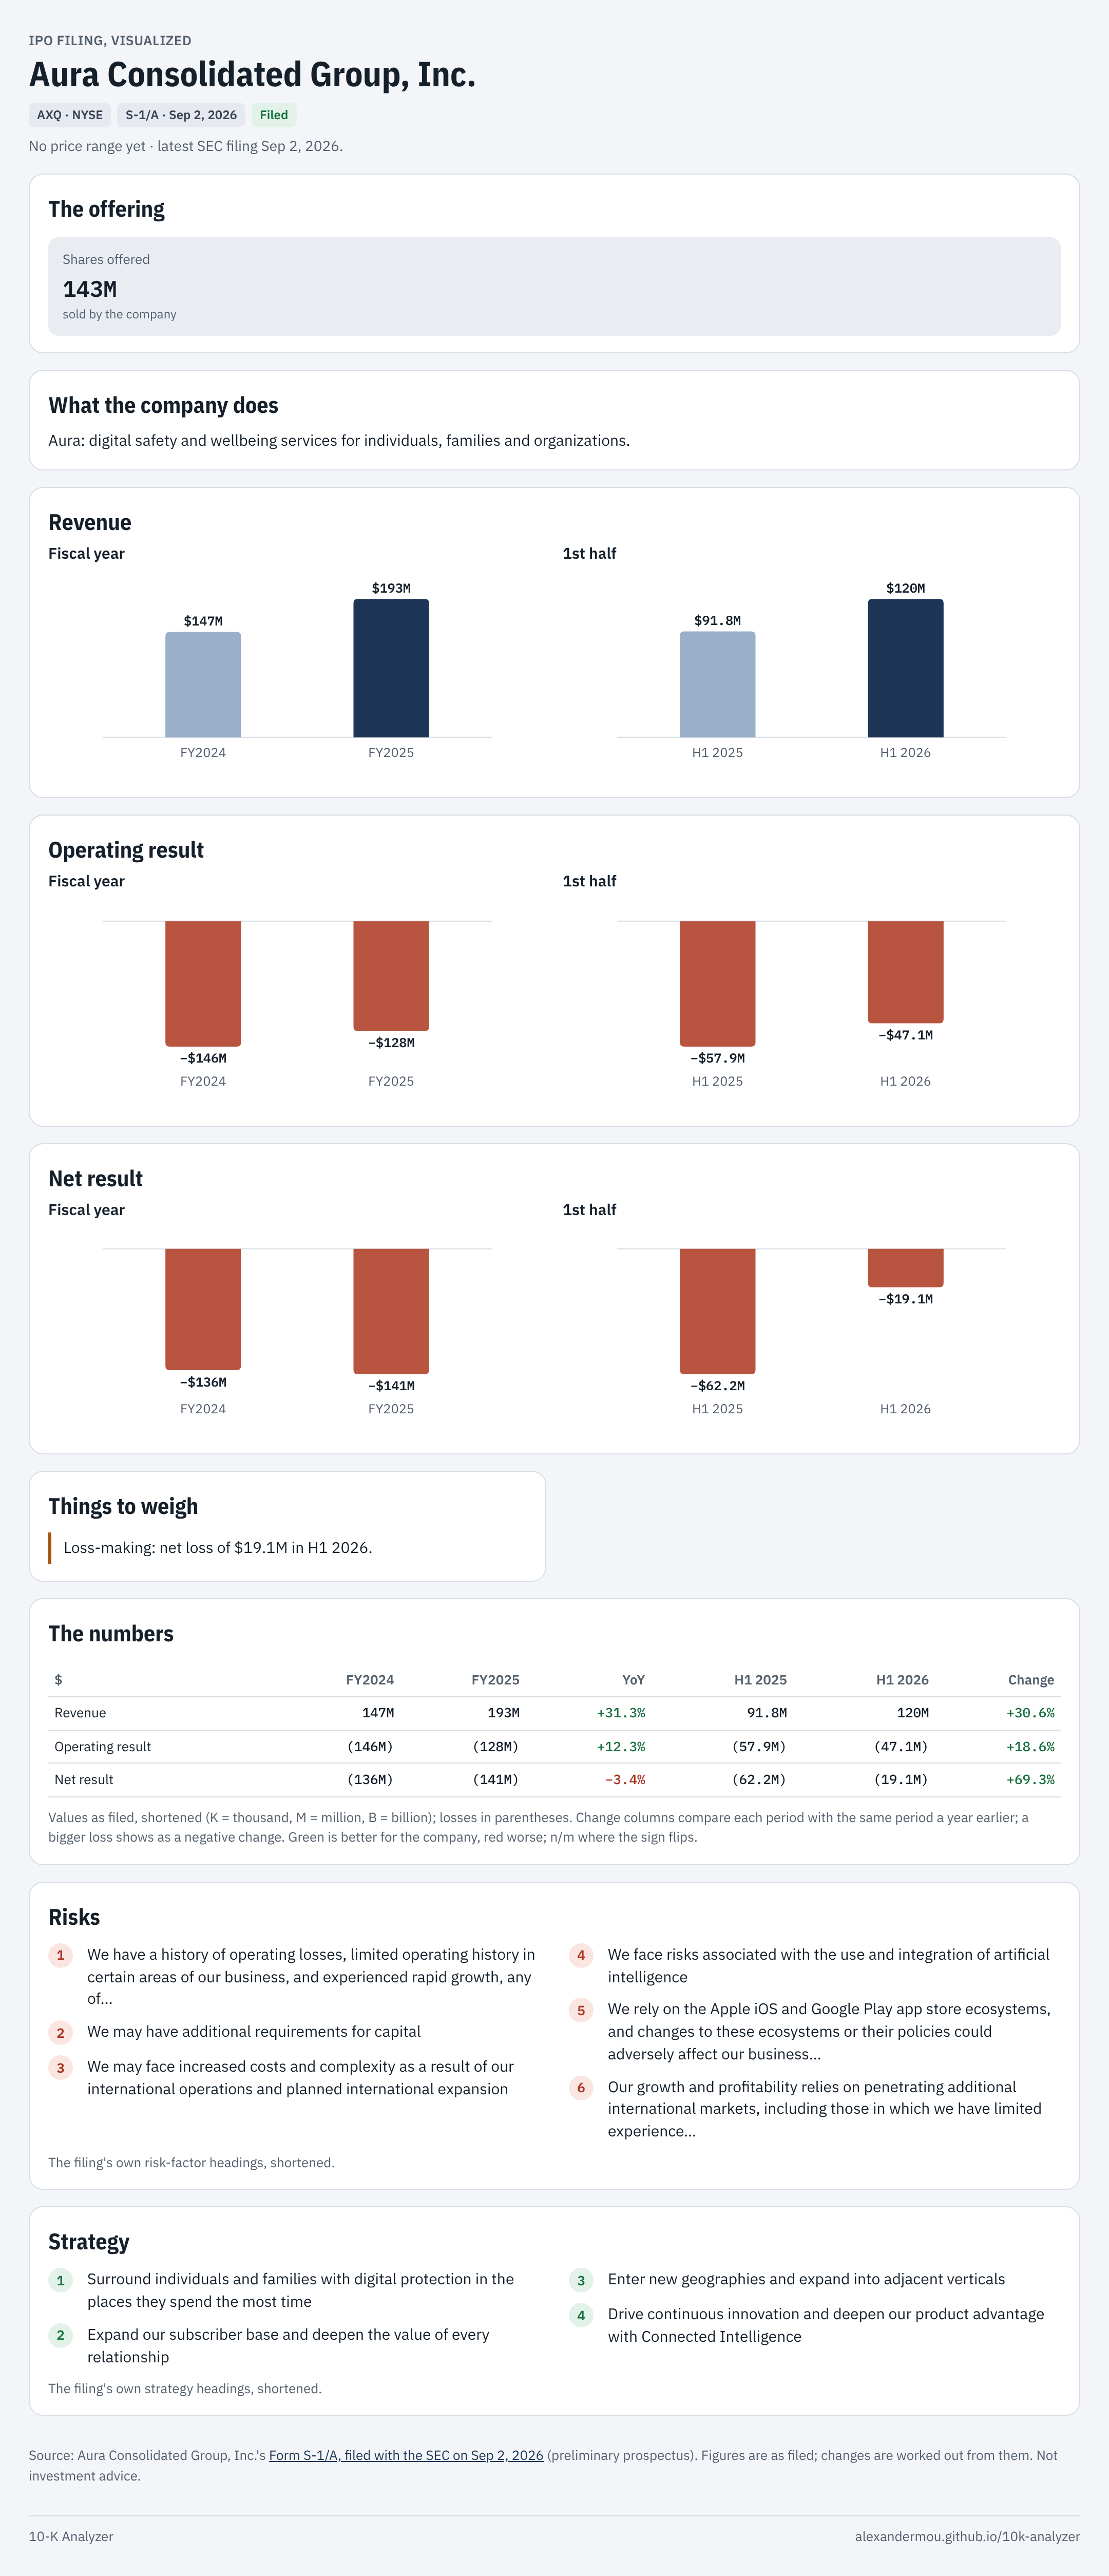 IPO FILING, VISUALIZED
Aura Consolidated Group, Inc.
AXQ · NYSE
S-1/A · Sep 2, 2026
Filed
No price range yet · latest SEC filing Sep 2, 2026.
The offering
Shares offered
143M
sold by the company
What the company does
Aura: digital safety and wellbeing services for individuals, families and organizations.
Revenue
Fiscal year
$147M
$193M
FY2024
FY2025
1st half
$91.8M
$120M
H1 2025
H1 2026
Operating result
Fiscal year
−$146M
−$128M
FY2024
FY2025
1st half
−$57.9M
−$47.1M
H1 2025
H1 2026
Net result
Fiscal year
−$136M
−$141M
FY2024
FY2025
1st half
−$62.2M
−$19.1M
H1 2025
H1 2026
Things to weigh
Loss-making: net loss of $19.1M in H1 2026.
The numbers
$ FY2024 FY2025 YoY H1 2025 H1 2026 Change
Revenue 147M 193M +31.3% 91.8M 120M +30.6%
Operating result (146M) (128M) +12.3% (57.9M) (47.1M) +18.6%
Net result (136M) (141M) −3.4% (62.2M) (19.1M) +69.3%
Values as filed, shortened (K = thousand, M = million, B = billion); losses in parentheses. Change columns compare each period with the same period a year earlier; a
bigger loss shows as a negative change. Green is better for the company, red worse; n/m where the sign flips.
Risks
1 We have a history of operating losses, limited operating history in
certain areas of our business, and experienced rapid growth, any
of…
2 We may have additional requirements for capital
3 We may face increased costs and complexity as a result of our
international operations and planned international expansion
4 We face risks associated with the use and integration of artificial
intelligence
5 We rely on the Apple iOS and Google Play app store ecosystems,
and changes to these ecosystems or their policies could
adversely affect our business…
6 Our growth and profitability relies on penetrating additional
international markets, including those in which we have limited
experience…
The filing's own risk-factor headings, shortened.
Strategy
1 Surround individuals and families with digital protection in the
places they spend the most time
2 Expand our subscriber base and deepen the value of every
relationship
3 Enter new geographies and expand into adjacent verticals
4 Drive continuous innovation and deepen our product advantage
with Connected Intelligence
The filing's own strategy headings, shortened.
Source: Aura Consolidated Group, Inc.'s Form S-1/A, filed with the SEC on Sep 2, 2026 (preliminary prospectus). Figures are as filed; changes are worked out from them. Not
investment advice.
10-K Analyzer
alexandermou.github.io/10k-analyzer